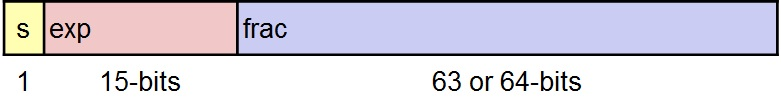 s exp frac
1 15-bits 63 or 64-bits